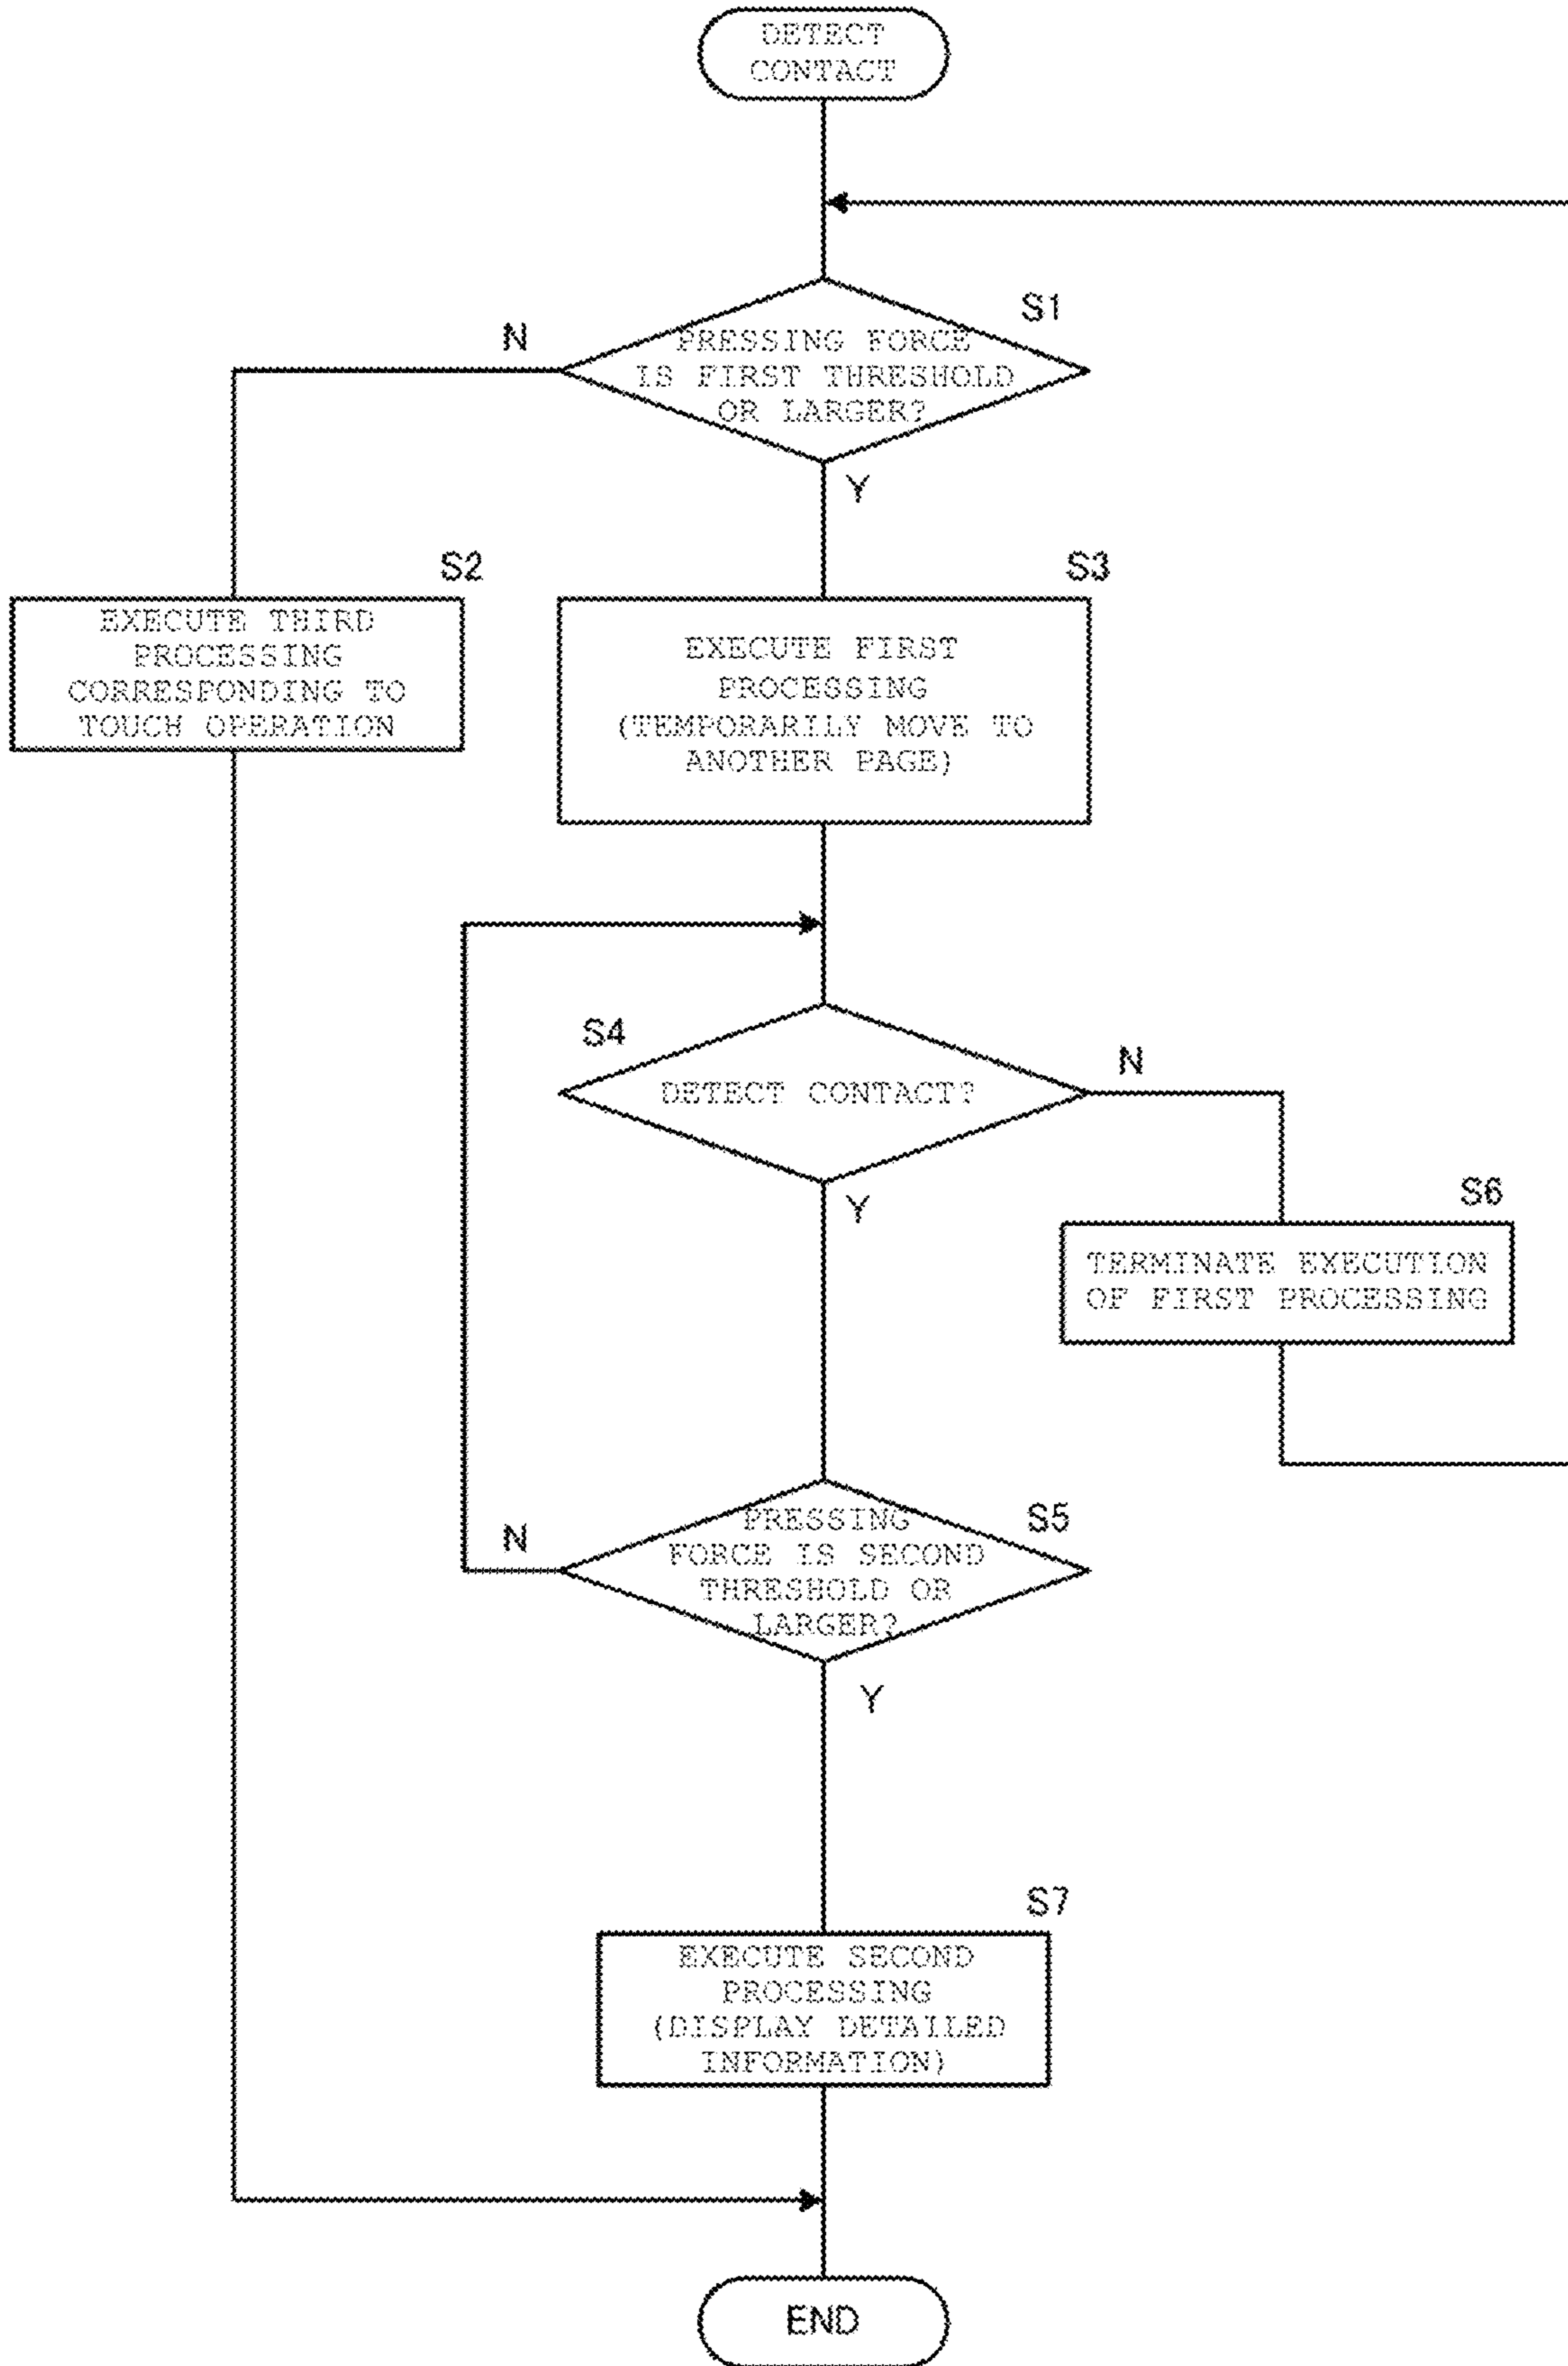 DETECT
CONTACT
S1
N
PRESSING FORCE
IS FIRST THRESHOLD
OR LARGER?
Y
S2
EXECUTE THIRD
PROCESSING
CORRESPONDING TO
TOUCH OPERATION
S3
EXECUTE FIRST
PROCESSING
(TEMPORARILY MOVE TO
ANOTHER PAGE)
S4
DETECT CONTACT?
N
Y
S6
TERMINATE EXECUTION
OF FIRST PROCESSING
S5
N
PRESSING
FORCE IS SECOND
THRESHOLD OR
LARGER?
Y
S7
EXECUTE SECOND
PROCESSING
(DISPLAY DETAILED
INFORMATION)
END